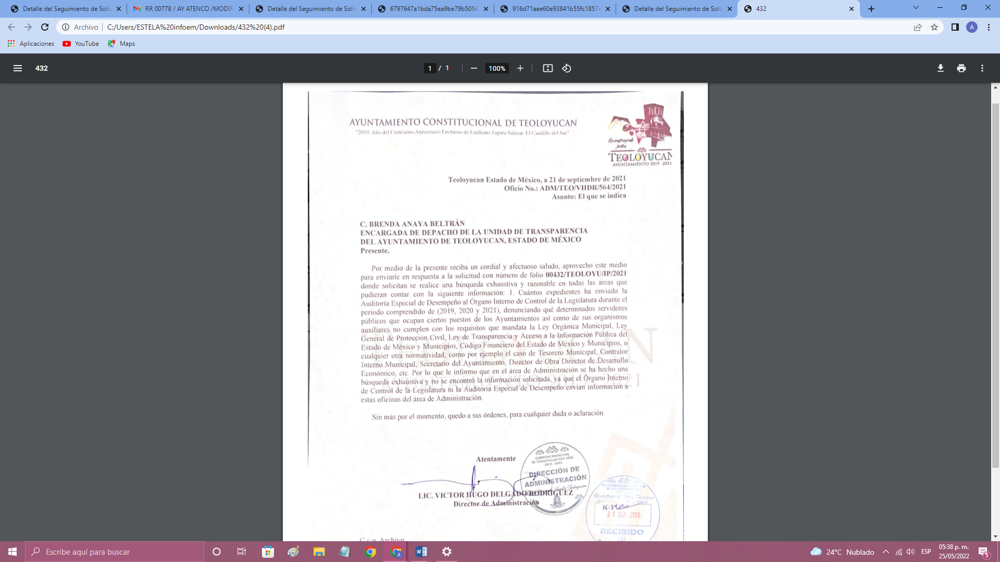 Detalle del Seguimiento de Solic
RR 00778 / AY ATENCO /MODIFI
Detalle del Seguimiento de Solic
6797647a1bda75ea9be79b5054
916d71aee60e93841b55fc1857e
Detalle del Seguimiento de Solic
432
Archivo
C:/Users/ESTELA%20infoem/Downloads/432%20(4).pdf
A
Aplicaciones
YouTube
Maps
432
1 / 1
100%
AYUNTAMIENTO CONSTITUCIONAL DE TEOLOYUCAN
"2019. Año del Centésimo Aniversario Luctuoso de Emiliano Zapata Salazar. El Caudillo del Sur"
Reconstruyendo
Juntos
TEOLOYUCAN
AYUNTAMIENTO 2019 -2021
Teoloyucan Estado de México, a 21 de septiembre de 2021
Oficio No.: ADM/TEO/VHDR/564/2021
Asunto: El que se indica
C. BRENDA ANAYA BELTRÁN
ENCARGADA DE DEPACHO DE LA UNIDAD DE TRANSPARENCIA
DEL AYUNTAMIENTO DE TEOLOYUCAN, ESTADO DE MÉXICO
Presente.
Por medio de la presente reciba un cordial y afectuoso saludo, aprovecho este medio
para enviarle en respuesta a la solicitud con número de folio 00432/TEOLOYU/IP/2021
donde solicitan se realice una búsqueda exhaustiva y razonable en todas las áreas que
pudieran contar con la siguiente información: 1. Cuántos expedientes ha enviado la
Auditoria Especial de Desempeño al Órgano Interno de Control de la Legislatura durante el
periodo comprendido de (2019, 2020 y 2021), denunciando qué determinados servidores
públicos que ocupan ciertos puestos de los Ayuntamientos así como de sus organismos
auxiliares no cumplen con los requisitos que mandata la Ley Orgánica Municipal, Ley
General de Protección Civil, Ley de Transparencia y Acceso a la Información Pública del
Estado de México y Municipios, Código Financiero del Estado de México y Municipios, o
cualquier otra normatividad, como por ejemplo el caso de Tesorero Municipal, Contralor
Interno Municipal, Secretario del Ayuntamiento, Director de Obra Director de Desarrollo
Económico, etc. Por lo que le informo que en el área de Administración se ha hecho una
búsqueda exhaustiva y no se encontró la información solicitada, ya que el Órgano Interno
de Control de la Legislatura ni la Auditoria Especial de Desempeño envían información a
estas oficinas del área de Administración.
TEOLOYUCAN
AYUNTAMIENTO 2019 -2021
Sin más por el momento, quedo a sus órdenes, para cualquier duda o aclaración.
Atentamente
GOBIERNO MUNICIPAL
DE TEOLOYUCAN EDO. MÉX.
2019 - 2021
DIRECCIÓN DE
ADMINISTRACIÓN
LIC. VICTOR HUGO DELGADO RODRIGUEZ
Director de Administración
16:34
21 SEP. 2021
RECIBIDO
C.c.p. Archivo
Escribe aquí para buscar
A
24°C Nublado
ESP
05:38 p. m.
25/05/2022
5